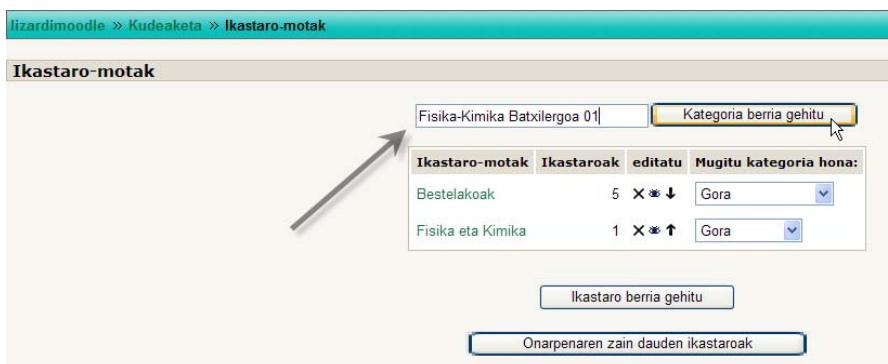 lizardimoodle » Kudeaketa » Ikastaro-motak
Ikastaro-motak
Fisika-Kimika Batxilergoa 01 Kategoria berria gehitu
Ikastaro-motak Ikastaroak editatu Mugitu kategoria hona:
Bestelakoak 5 Gora
Fisika eta Kimika 1 Gora
Ikastaro berria gehitu
Onarpenaren zain dauden ikastaroak